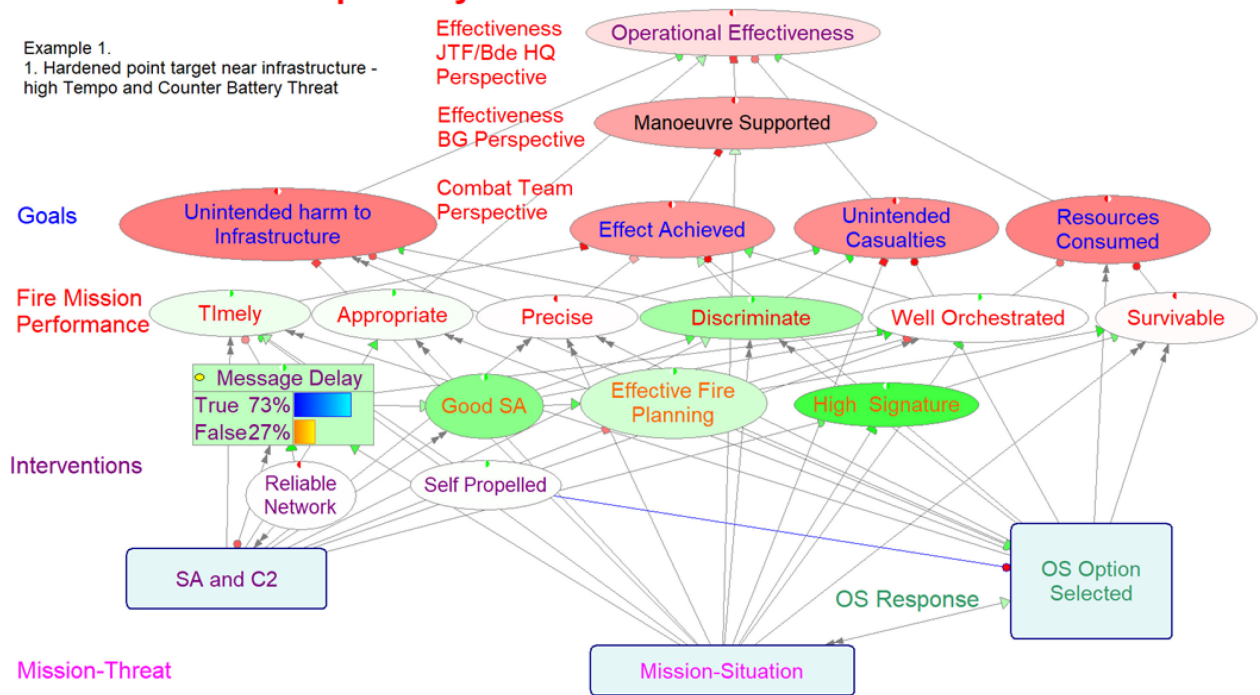 Example 1.
1. Hardened point target near infrastructure -
high Tempo and Counter Battery Threat
Effectiveness
JTF/Bde HQ
Perspective
Operational Effectiveness
Effectiveness
BG Perspective
Manoeuvre Supported
Combat Team
Perspective
Goals
Unintended harm to
Infrastructure
Effect Achieved
Unintended
Casualties
Resources
Consumed
Fire Mission
Performance
TImely
Appropriate
Precise
Discriminate
Well Orchestrated
Survivable
Message Delay
True 73%
False 27%
Good SA
Effective Fire
Planning
High Signature
Interventions
Reliable
Network
Self Propelled
SA and C2
OS Option
Selected
OS Response
Mission-Threat
Mission-Situation